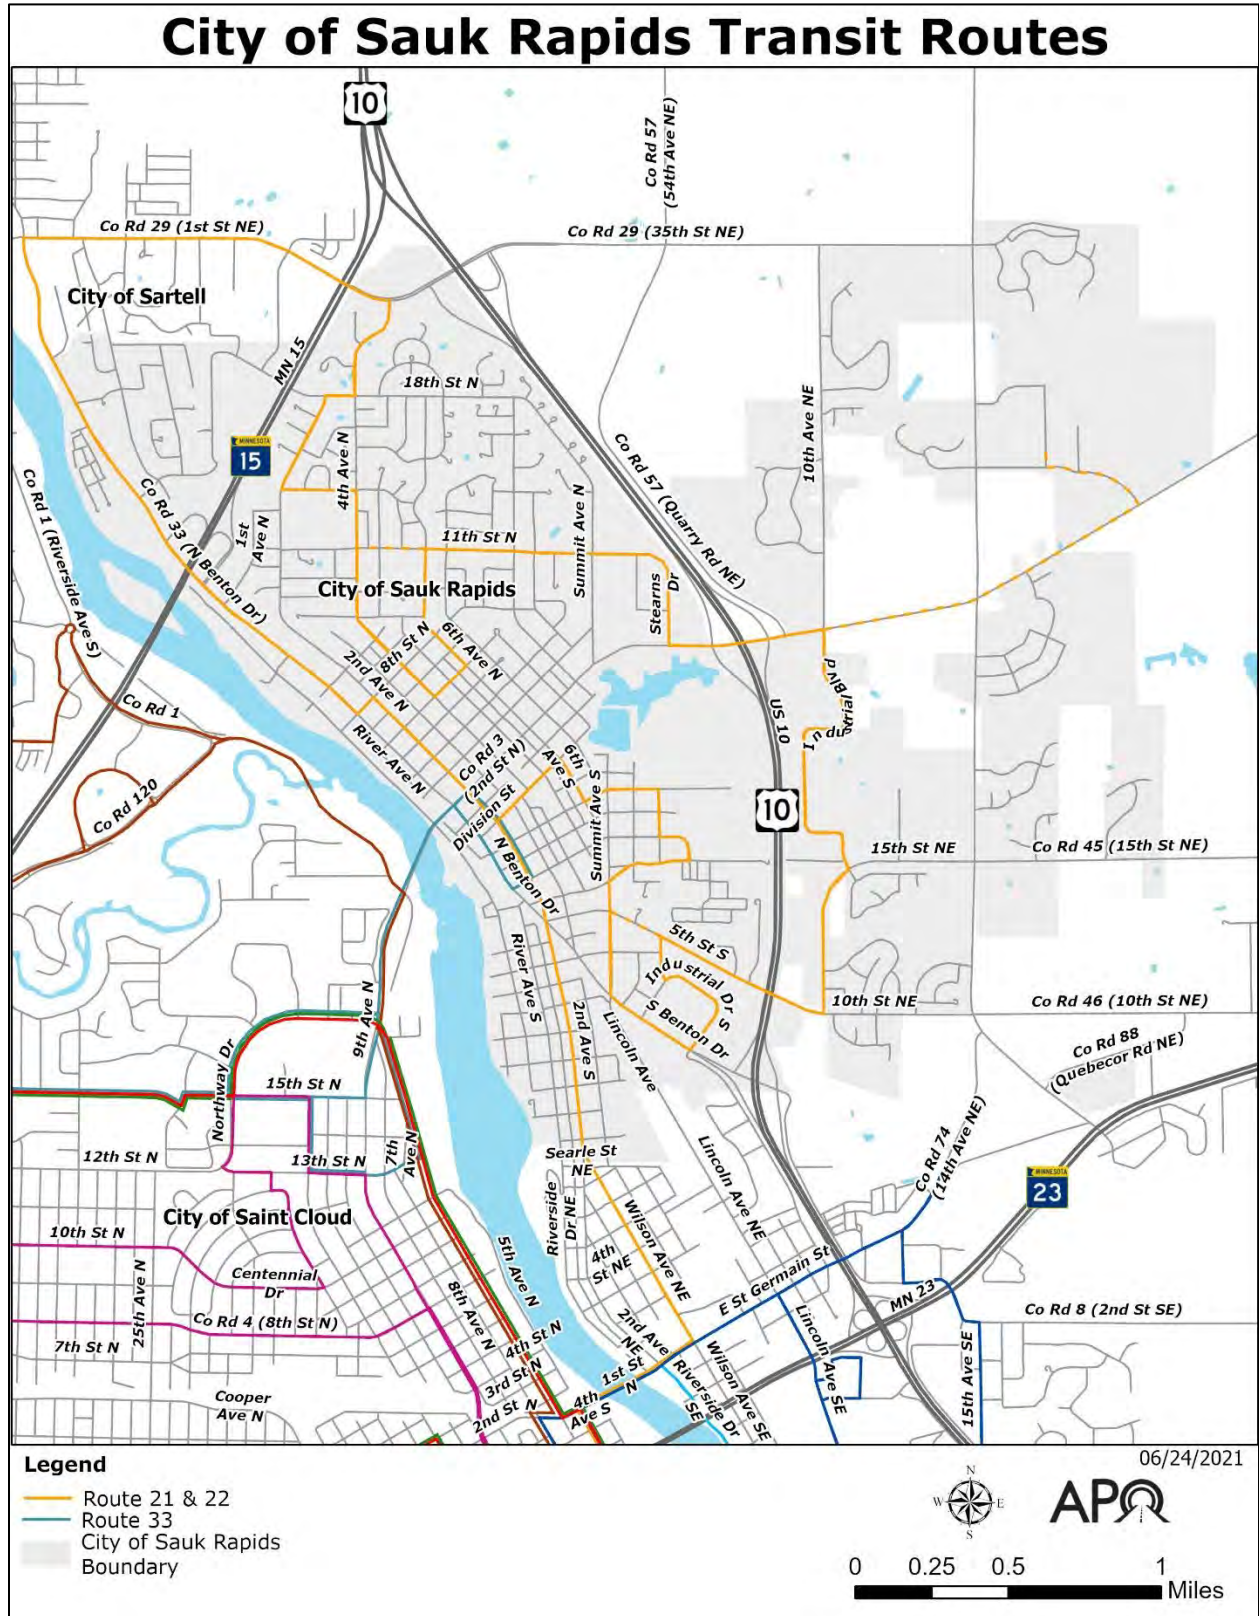 City of Sauk Rapids Transit Routes
10
Co Rd 57
(54th Ave NE)
Co Rd 29 (1st St NE)
Co Rd 29 (35th St NE)
City of Sartell
MN 15
18th St N
10th Ave NE
MINNESOTA
15
4th Ave N
Co Rd 57 (Quarry Rd NE)
Co Rd 1 (Riverside Ave S)
Co Rd 33 (N Benton Dr)
1st
Ave N
Summit Ave N
11th St N
City of Sauk Rapids
Stearns
Dr
8th St N
6th Ave N
2nd Ave N
Industrial
Blvd
Co Rd 1
US 10
River Ave N
Co Rd 3
(2nd St N)
6th
Ave S
Co Rd 120
Division St
Summit Ave S
10
N Benton Dr
15th St NE
Co Rd 45 (15th St NE)
5th St S
River Ave S
Industrial Dr S
9th Ave N
10th St NE
Co Rd 46 (10th St NE)
2nd Ave S
S Benton Dr
Lincoln Ave
Co Rd 88
(Quebecor Rd NE)
Northway Dr
15th St N
7th
Ave N
12th St N
13th St N
Searle St
NE
Lincoln Ave NE
Co Rd 74
(14th Ave NE)
MINNESOTA
23
City of Saint Cloud
Riverside
Dr NE
Wilson Ave NE
10th St N
4th
St NE
5th Ave N
E St Germain St
25th Ave N
Centennial
Dr
8th Ave N
MN 23
Co Rd 8 (2nd St SE)
Co Rd 4 (8th St N)
7th St N
4th St N
2nd Ave
NE
Lincoln Ave SE
15th Ave SE
3rd St N
1st St
N
Riverside Dr
SE
Wilson Ave SE
Cooper
Ave N
2nd St N
4th
Ave S
Legend
06/24/2021
Route 21 & 22
Route 33
City of Sauk Rapids
Boundary
N
W
E
S
APO
0 0.25 0.5 1
Miles